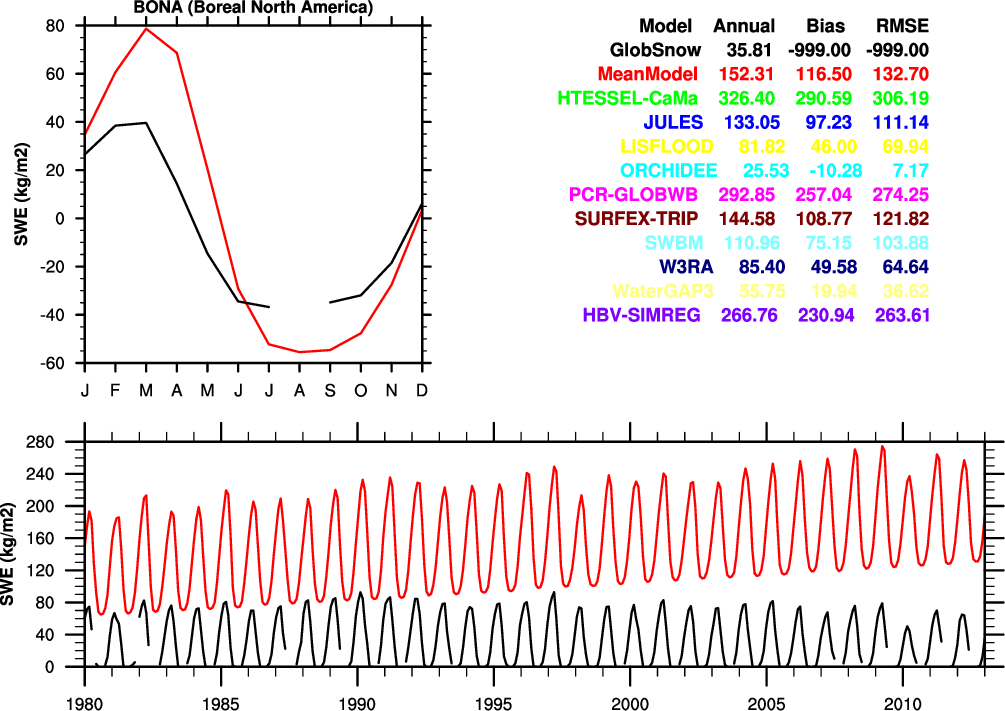 BONA (Boreal North America)
80
60
40
20
0
-20
-40
-60
SWE (kg/m2)
J F M A M J J A S O N D
Model Annual Bias RMSE
GlobSnow 35.81 -999.00 -999.00
MeanModel 152.31 116.50 132.70
HTESSEL-CaMa 326.40 290.59 306.19
JULES 133.05 97.23 111.14
LISFLOOD 81.82 46.00 69.94
ORCHIDEE 25.53 -10.28 7.17
PCR-GLOBWB 292.85 257.04 274.25
SURFEX-TRIP 144.58 108.77 121.82
SWBM 110.96 75.15 103.88
W3RA 85.40 49.58 64.64
WaterGAP3 55.75 19.94 36.62
HBV-SIMREG 266.76 230.94 263.61
280
240
200
160
120
80
40
0
SWE (kg/m2)
1980 1985 1990 1995 2000 2005 2010